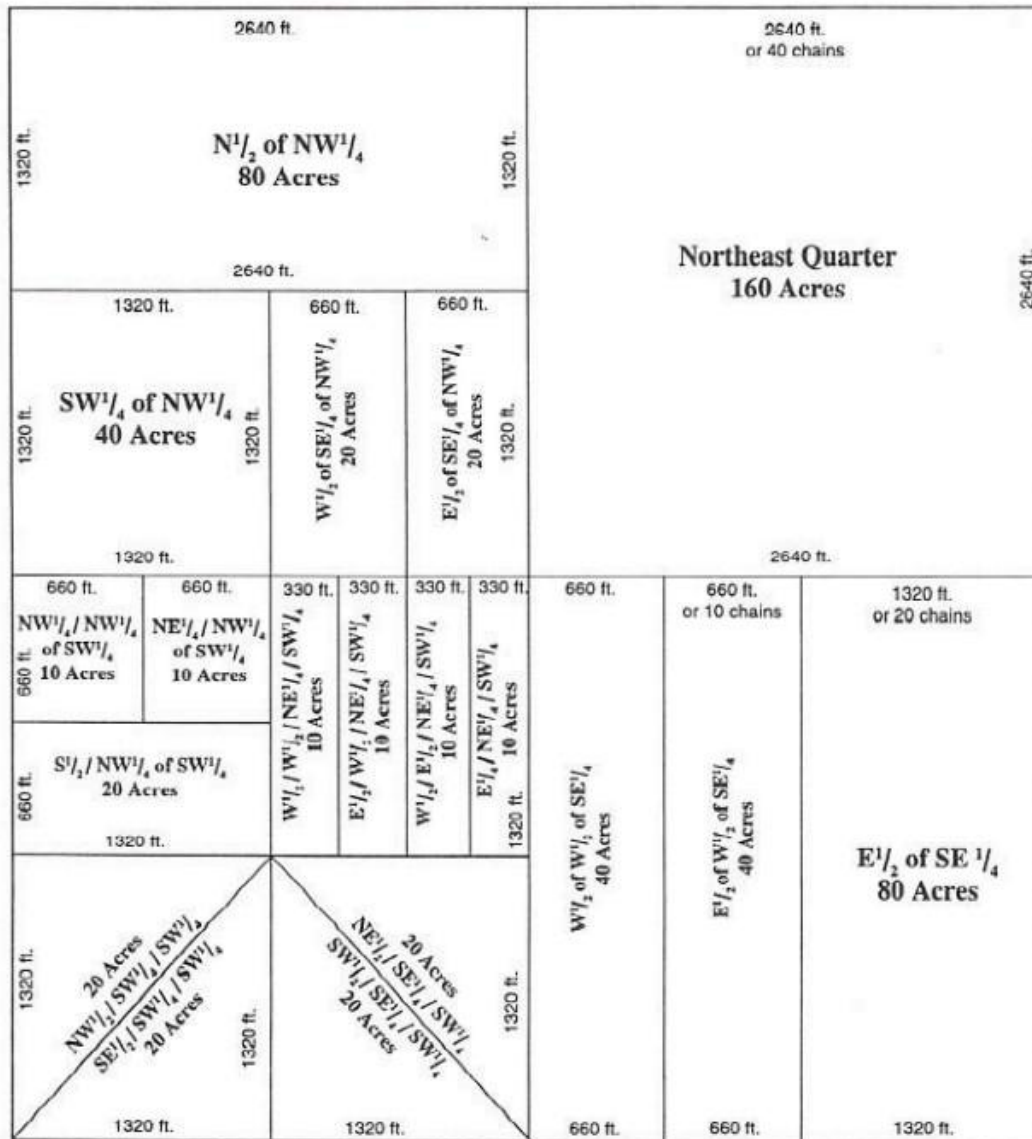 2640 ft.
2640 ft.
or 40 chains
1320 ft.
N¹/₂ of NW¹/₄
80 Acres
1320 ft.
2640 ft.
Northeast Quarter
160 Acres
2640 ft.
2640 ft.
1320 ft.
660 ft.
660 ft.
1320 ft.
SW¹/₄ of NW¹/₄
40 Acres
1320 ft.
1320 ft.
W¹/₂ of SE¹/₄ of NW¹/₄
20 Acres
E¹/₂ of SE¹/₄ of NW¹/₄
20 Acres
1320 ft.
660 ft.
660 ft.
NW¹/₄ / NW¹/₄
of SW¹/₄
10 Acres
660 ft.
NE¹/₄ / NW¹/₄
of SW¹/₄
10 Acres
S¹/₂ / NW¹/₄ of SW¹/₄
20 Acres
660 ft.
1320 ft.
330 ft.
330 ft.
330 ft.
330 ft.
W¹/₂ / W¹/₂ / NE¹/₄ / SW¹/₄
10 Acres
E¹/₂ / W¹/₂ / NE¹/₄ / SW¹/₄
10 Acres
W¹/₂ / E¹/₂ / NE¹/₄ / SW¹/₄
10 Acres
E¹/₄ / NE¹/₄ / SW¹/₄
10 Acres
1320 ft.
660 ft.
660 ft.
or 10 chains
1320 ft.
or 20 chains
W¹/₂ of W¹/₂ of SE¹/₄
40 Acres
E¹/₂ of W¹/₂ of SE¹/₄
40 Acres
E¹/₂ of SE ¹/₄
80 Acres
1320 ft.
20 Acres
NW¹/₂ / SW¹/₄ / SW¹/₄
SE¹/₂ / SW¹/₄ / SW¹/₄
20 Acres
1320 ft.
1320 ft.
20 Acres
NE¹/₂ / SE¹/₄ / SW¹/₄
SW¹/₂ / SE¹/₄ / SW¹/₄
20 Acres
1320 ft.
1320 ft.
660 ft.
660 ft.
1320 ft.